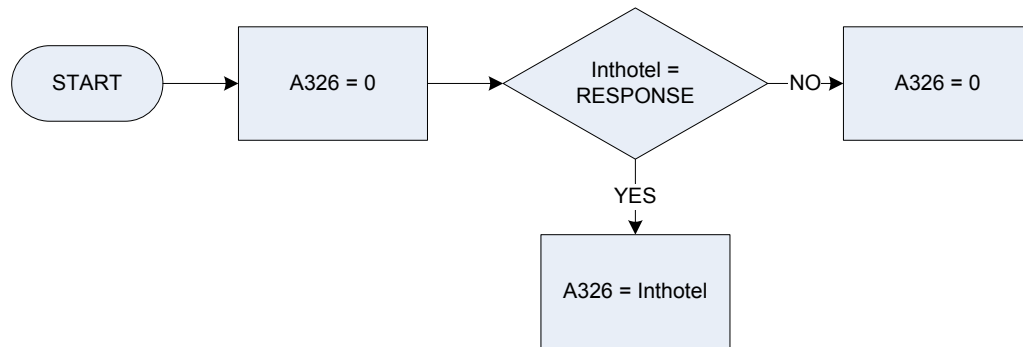 START
A326 = 0
Inthotel =
RESPONSE
NO
A326 = 0
YES
A326 = Inthotel